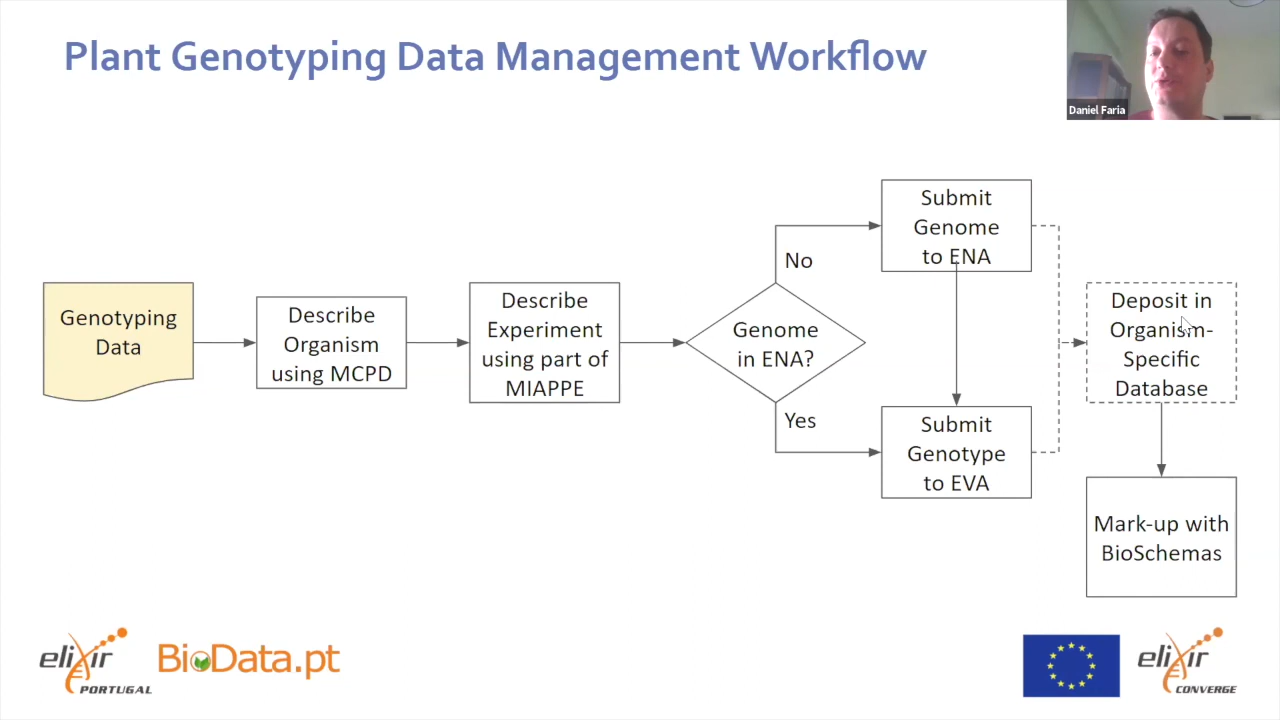 Plant Genotyping Data Management Workflow
Daniel Faria
Genotyping
Data
Describe
Organism
using MCPD
Describe
Experiment
using part of
MIAPPE
Genome
in ENA?
No
Yes
Submit
Genome
to ENA
Submit
Genotype
to EVA
Deposit in
Organism-
Specific
Database
Mark-up with
BioSchemas
elixir
PORTUGAL
BioData.pt
elixir
CONVERGE